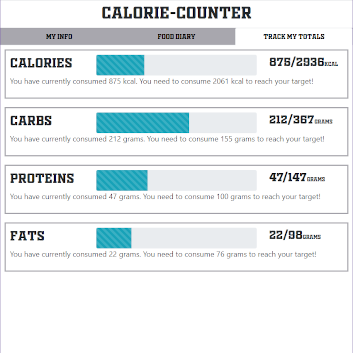 CALORIE-COUNTER
MY INFO FOOD DIARY TRACK MY TOTALS
CALORIES 875/2936KCAL
You have currently consumed 875 kcal. You need to consume 2061 kcal to reach your target!
CARBS 212/367GRAMS
You have currently consumed 212 grams. You need to consume 155 grams to reach your target!
PROTEINS 47/147GRAMS
You have currently consumed 47 grams. You need to consume 100 grams to reach your target!
FATS 22/98GRAMS
You have currently consumed 22 grams. You need to consume 76 grams to reach your target!